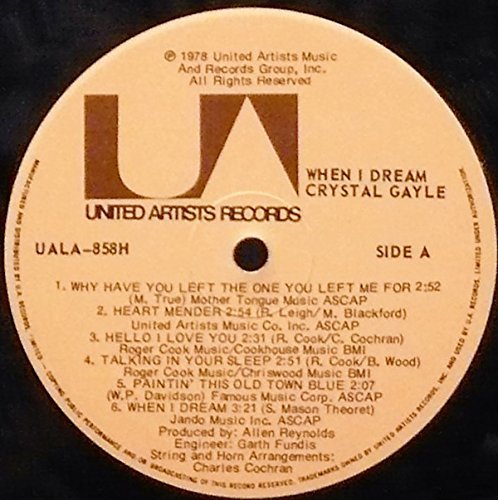 ℗ 1978 United Artists Music
And Records Group, Inc.
All Rights Reserved
UA
UNITED ARTISTS RECORDS
WHEN I DREAM
CRYSTAL GAYLE
UALA-858H
SIDE A
1. WHY HAVE YOU LEFT THE ONE YOU LEFT ME FOR 2:52
(M. True) Mother Tongue Music ASCAP
2. HEART MENDER 2:54 (R. Leigh/M. Blackford)
United Artists Music Co. Inc. ASCAP
3. HELLO I LOVE YOU 2:31 (R. Cook/C. Cochran)
Roger Cook Music/Cookhouse Music BMI
4. TALKING IN YOUR SLEEP 2:51 (R. Cook/B. Wood)
Roger Cook Music/Chriswood Music BMI
5. PAINTIN' THIS OLD TOWN BLUE 2:07
(W.P. Davidson) Famous Music Corp. ASCAP
6. WHEN I DREAM 3:21 (S. Mason Theoret)
Jando Music Inc. ASCAP
Produced by: Allen Reynolds
Engineer: Garth Fundis
String and Horn Arrangements:
Charles Cochran